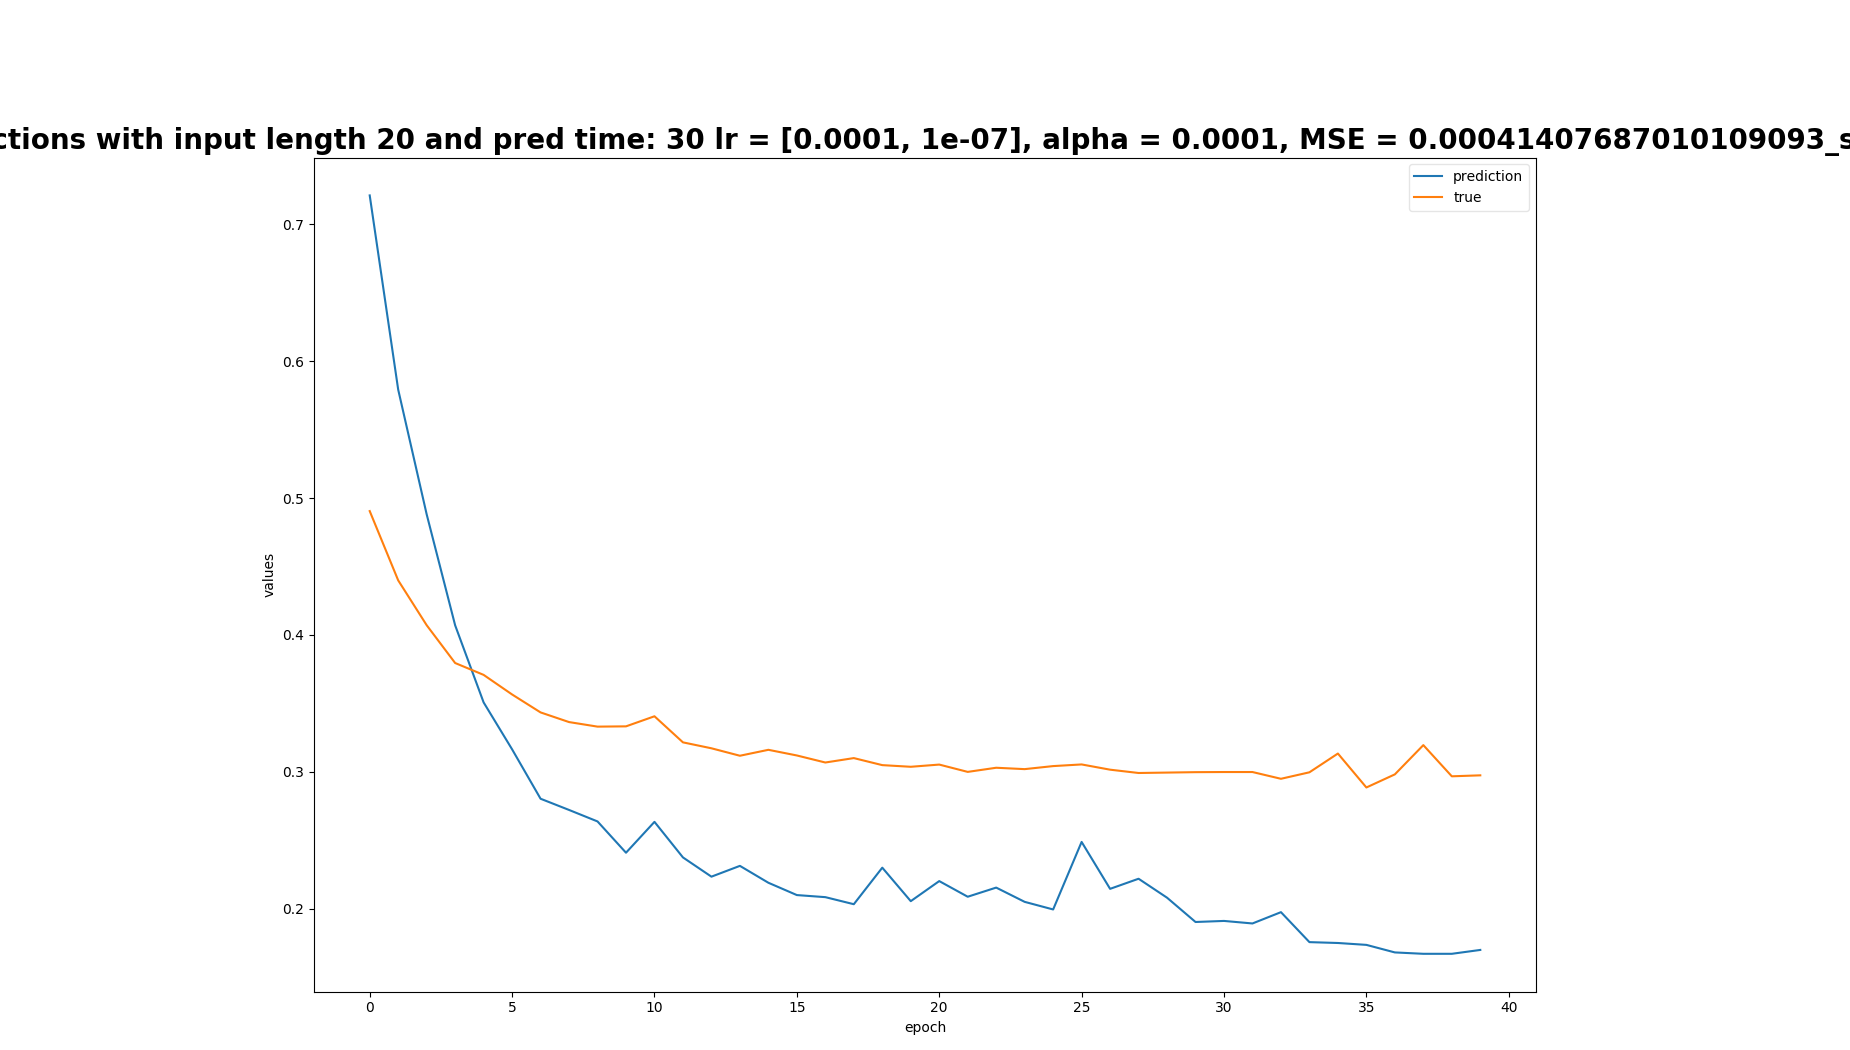 ctions with input length 20 and pred time: 30 lr = [0.0001, 1e-07], alpha = 0.0001, MSE = 0.00041407687010109093_s
prediction
true
0.7
0.6
0.5
0.4
0.3
0.2
values
0 5 10 15 20 25 30 35 40
epoch